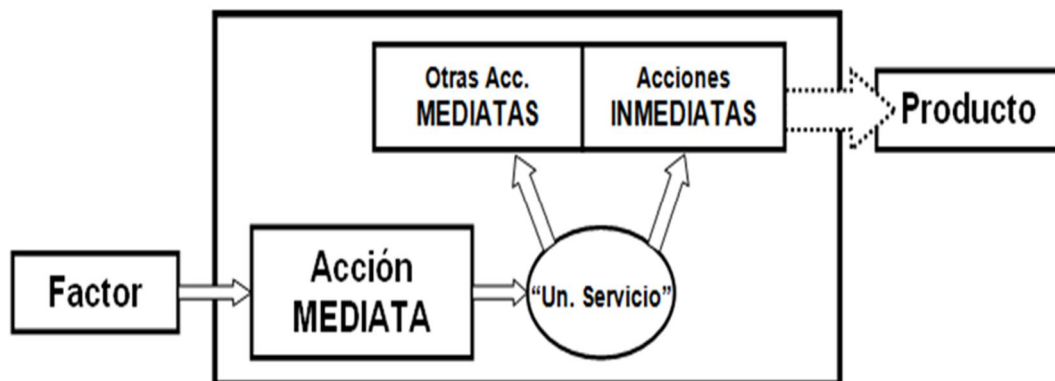 Otras Acc.
MEDIATAS
Acciones
INMEDIATAS
Producto
Factor
Acción
MEDIATA
“Un. Servicio”